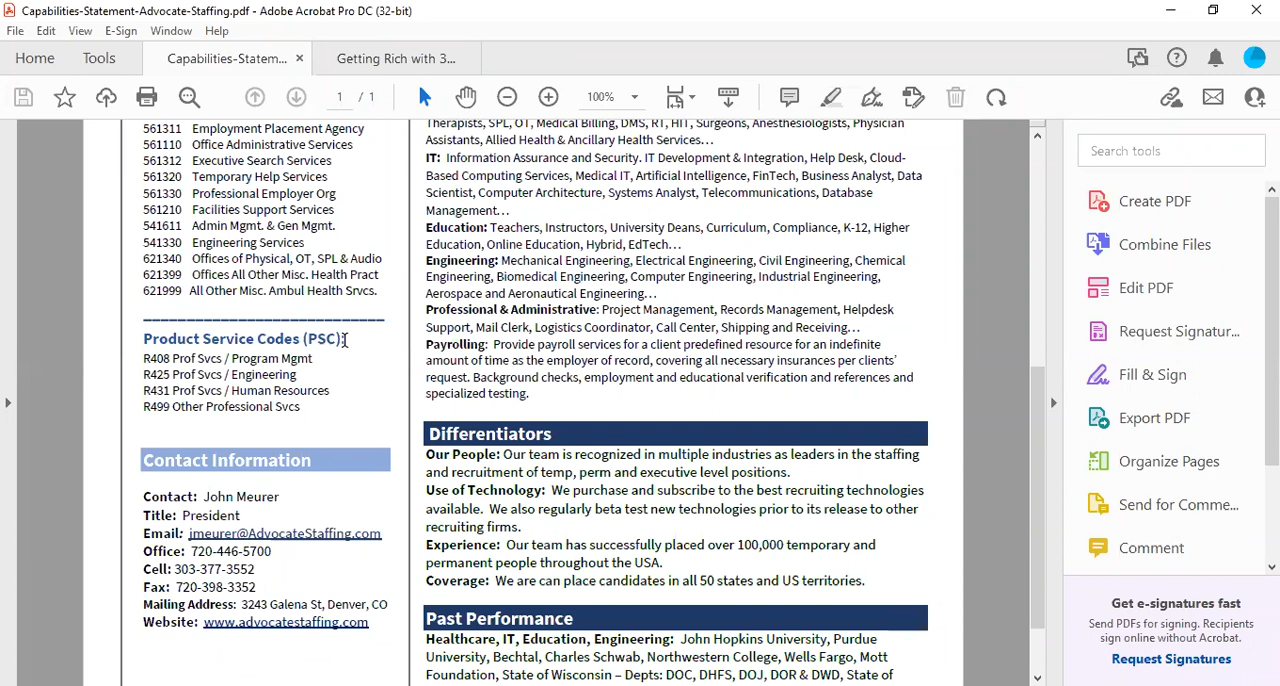 Capabilities-Statement-Advocate-Staffing.pdf - Adobe Acrobat Pro DC (32-bit)
File Edit View E-Sign Window Help
Home Tools Capabilities-Statem... × Getting Rich with 3...
1 / 1 100%
561311 Employment Placement Agency
561110 Office Administrative Services
561312 Executive Search Services
561320 Temporary Help Services
561330 Professional Employer Org
561210 Facilities Support Services
541611 Admin Mgmt. & Gen Mgmt.
541330 Engineering Services
621340 Offices of Physical, OT, SPL & Audio
621399 Offices All Other Misc. Health Pract
621999 All Other Misc. Ambul Health Srvcs.
Product Service Codes (PSC):
R408 Prof Svcs / Program Mgmt
R425 Prof Svcs / Engineering
R431 Prof Svcs / Human Resources
R499 Other Professional Svcs
Contact Information
Contact: John Meurer
Title: President
Email: jmeurer@AdvocateStaffing.com
Office: 720-446-5700
Cell: 303-377-3552
Fax: 720-398-3352
Mailing Address: 3243 Galena St, Denver, CO
Website: www.advocatestaffing.com
Therapists, SPL, OT, Medical Billing, DMS, RT, HIT, Surgeons, Anesthesiologists, Physician
Assistants, Allied Health & Ancillary Health Services…
IT: Information Assurance and Security. IT Development & Integration, Help Desk, Cloud-
Based Computing Services, Medical IT, Artificial Intelligence, FinTech, Business Analyst, Data
Scientist, Computer Architecture, Systems Analyst, Telecommunications, Database
Management…
Education: Teachers, Instructors, University Deans, Curriculum, Compliance, K-12, Higher
Education, Online Education, Hybrid, EdTech…
Engineering: Mechanical Engineering, Electrical Engineering, Civil Engineering, Chemical
Engineering, Biomedical Engineering, Computer Engineering, Industrial Engineering,
Aerospace and Aeronautical Engineering…
Professional & Administrative: Project Management, Records Management, Helpdesk
Support, Mail Clerk, Logistics Coordinator, Call Center, Shipping and Receiving…
Payrolling: Provide payroll services for a client predefined resource for an indefinite
amount of time as the employer of record, covering all necessary insurances per clients’
request. Background checks, employment and educational verification and references and
specialized testing.
Differentiators
Our People: Our team is recognized in multiple industries as leaders in the staffing
and recruitment of temp, perm and executive level positions.
Use of Technology: We purchase and subscribe to the best recruiting technologies
available. We also regularly beta test new technologies prior to its release to other
recruiting firms.
Experience: Our team has successfully placed over 100,000 temporary and
permanent people throughout the USA.
Coverage: We are can place candidates in all 50 states and US territories.
Past Performance
Healthcare, IT, Education, Engineering: John Hopkins University, Purdue
University, Bechtal, Charles Schwab, Northwestern College, Wells Fargo, Mott
Foundation, State of Wisconsin – Depts: DOC, DHFS, DOJ, DOR & DWD, State of
Search tools
Create PDF
Combine Files
Edit PDF
Request Signatur...
Fill & Sign
Export PDF
Organize Pages
Send for Comme...
Comment
Get e-signatures fast
Send PDFs for signing. Recipients
sign online without Acrobat.
Request Signatures